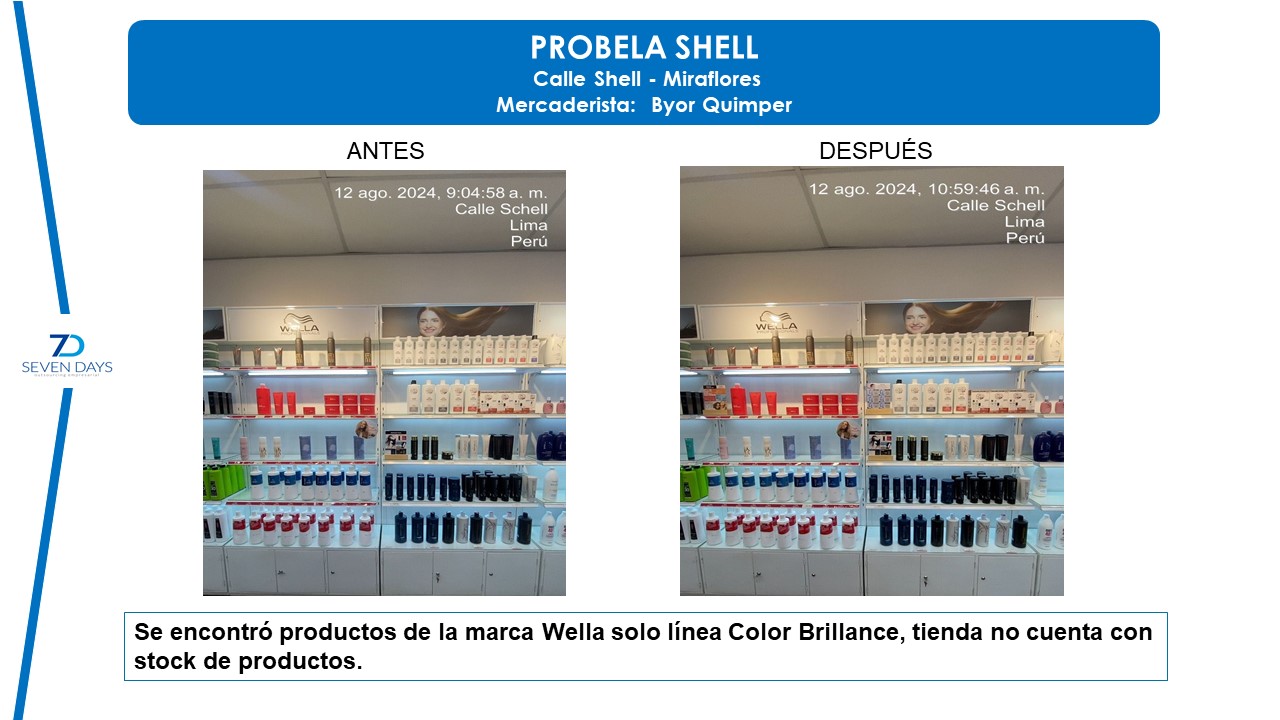 PROBELA SHELL
Calle Shell - Miraflores
Mercaderista: Byor Quimper
ANTES
DESPUÉS
12 ago. 2024, 9:04:58 a. m.
Calle Schell
Lima
Perú
12 ago. 2024, 10:59:46 a. m.
Calle Schell
Lima
Perú
WELLA
WELLA
7D
SEVEN DAYS
outsourcing empresarial
Se encontró productos de la marca Wella solo línea Color Brillance, tienda no cuenta con
stock de productos.